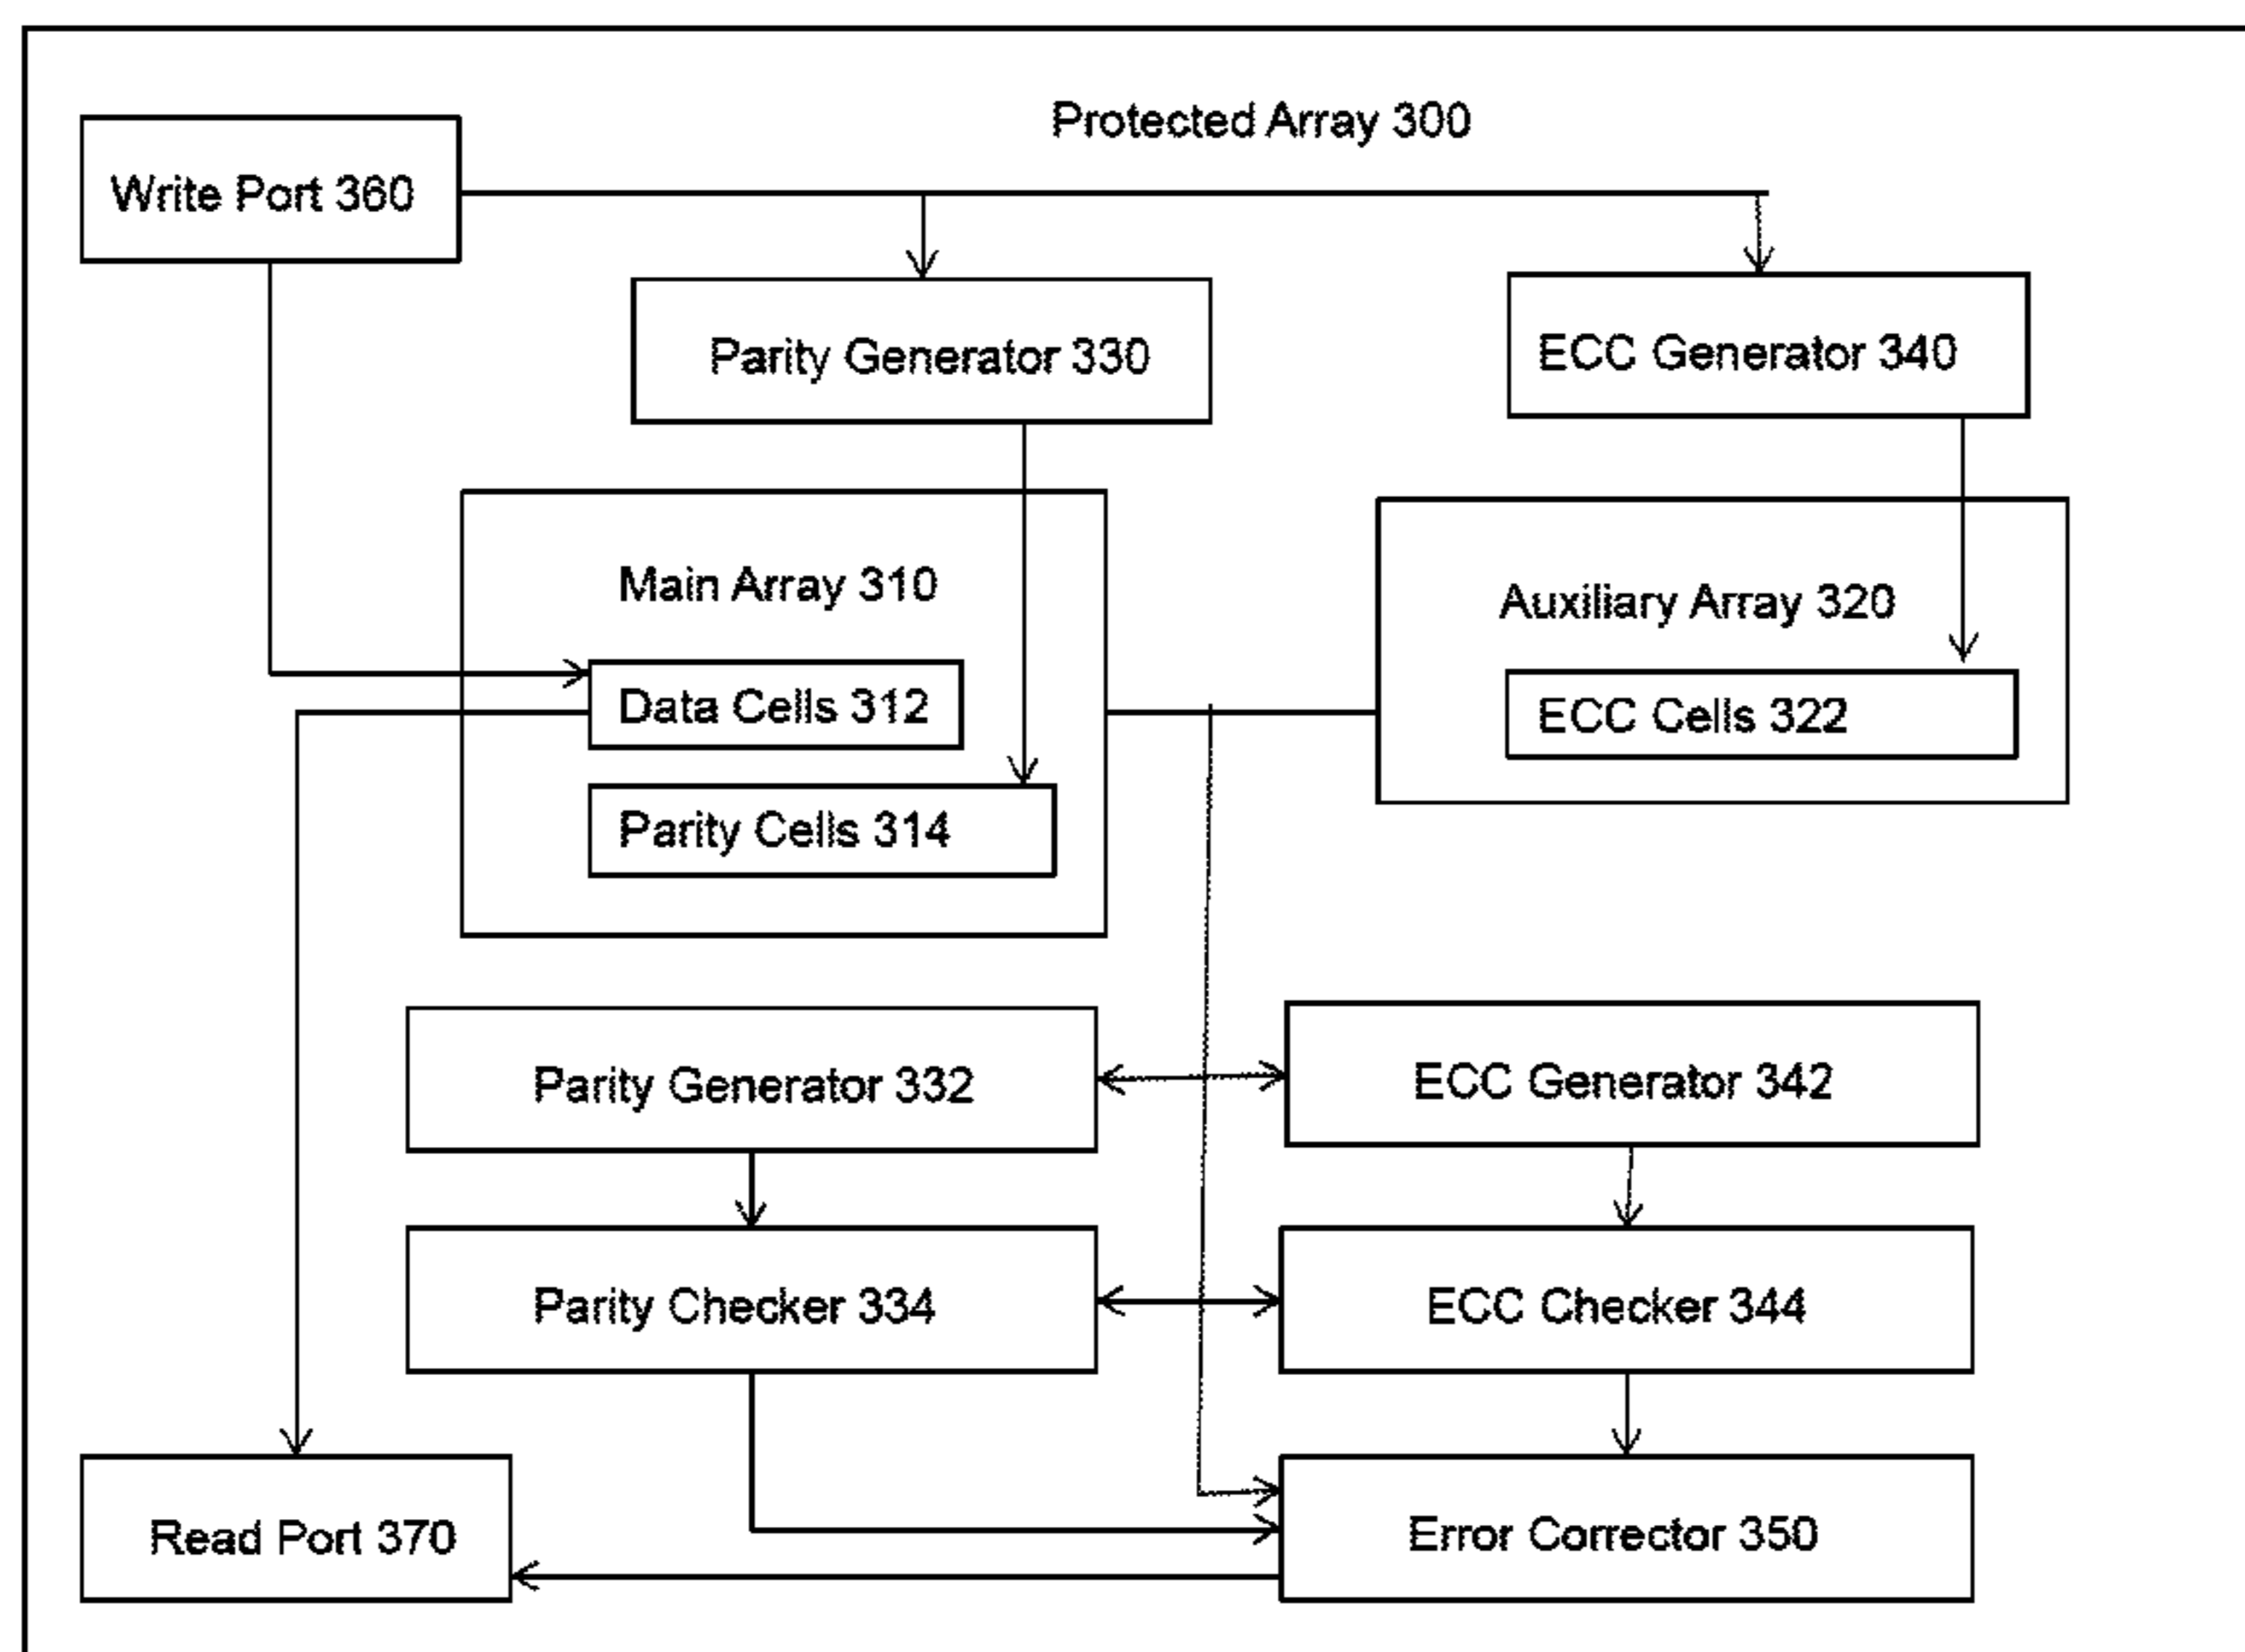 Protected Array 300
Write Port 360
Parity Generator 330
ECC Generator 340
Main Array 310
Auxiliary Array 320
Data Cells 312
ECC Cells 322
Parity Cells 314
Parity Generator 332
ECC Generator 342
Parity Checker 334
ECC Checker 344
Read Port 370
Error Corrector 350